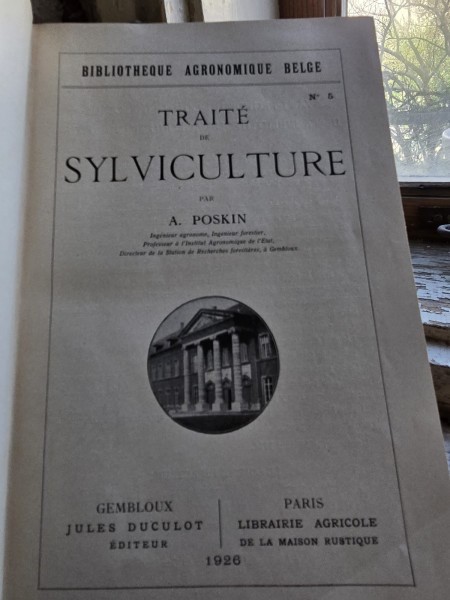 BIBLIOTHEQUE AGRONOMIQUE BELGE
N° 5
TRAITÉ
DE
SYLVICULTURE
PAR
A. POSKIN
Ingénieur agronome, Ingénieur forestier,
Professeur à l'Institut Agronomique de l'Etat,
Directeur de la Station de Recherches forestières, à Gembloux
GEMBLOUX
JULES DUCULOT
ÉDITEUR
PARIS
LIBRAIRIE AGRICOLE
DE LA MAISON RUSTIQUE
1926